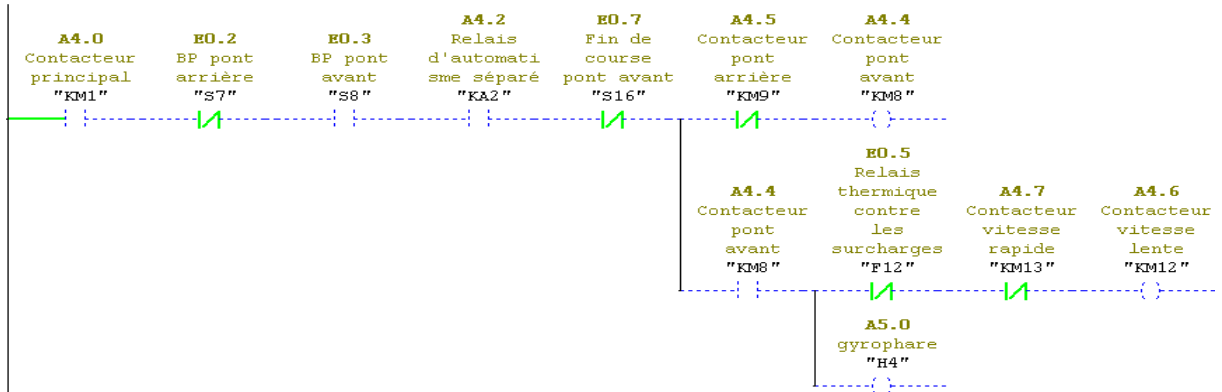 A4.0
Contacteur
principal
"KM1"
E0.2
BP pont
arrière
"S7"
E0.3
BP pont
avant
"S8"
A4.2
Relais
d'automati
sme séparé
"KA2"
E0.7
Fin de
course
pont avant
"S16"
A4.5
Contacteur
pont
arrière
"KM9"
A4.4
Contacteur
pont
avant
"KM8"
A4.4
Contacteur
pont
avant
"KM8"
E0.5
Relais
thermique
contre
les
surcharges
"F12"
A4.7
Contacteur
vitesse
rapide
"KM13"
A4.6
Contacteur
vitesse
lente
"KM12"
A5.0
gyrophare
"H4"